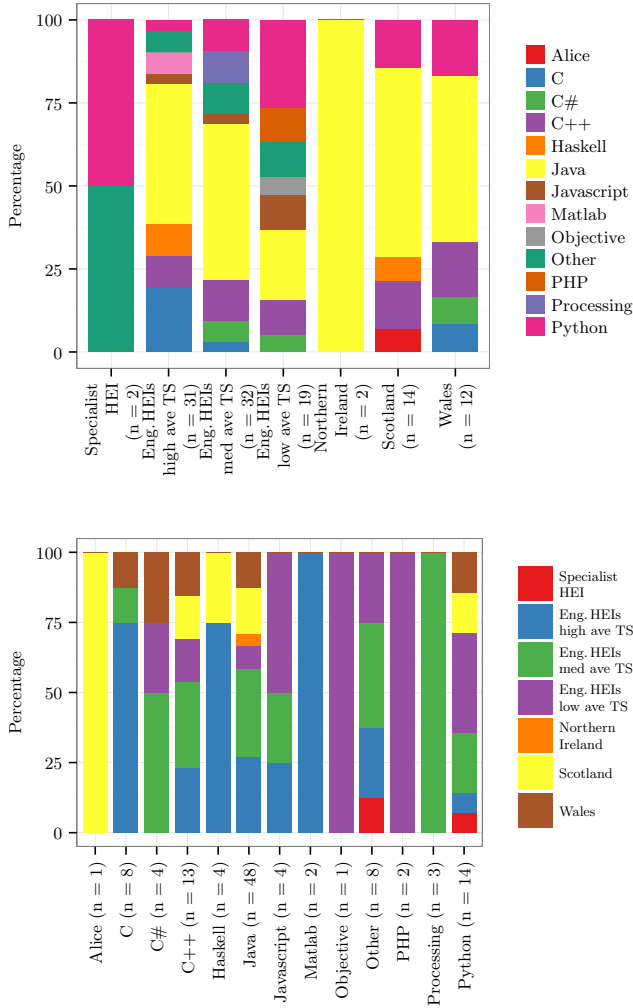 100
75
50
25
0
Percentage
Specialist
HEI
(n = 2)
Eng. HEIs
high ave TS
(n = 31)
Eng. HEIs
med ave TS
(n = 32)
Eng. HEIs
low ave TS
(n = 19)
Northern
Ireland
(n = 2)
Scotland
(n = 14)
Wales
(n = 12)
Alice
C
C#
C++
Haskell
Java
Javascript
Matlab
Objective
Other
PHP
Processing
Python
100
75
50
25
0
Percentage
Alice (n = 1)
C (n = 8)
C# (n = 4)
C++ (n = 13)
Haskell (n = 4)
Java (n = 48)
Javascript (n = 4)
Matlab (n = 2)
Objective (n = 1)
Other (n = 8)
PHP (n = 2)
Processing (n = 3)
Python (n = 14)
Specialist
HEI
Eng. HEIs
high ave TS
Eng. HEIs
med ave TS
Eng. HEIs
low ave TS
Northern
Ireland
Scotland
Wales